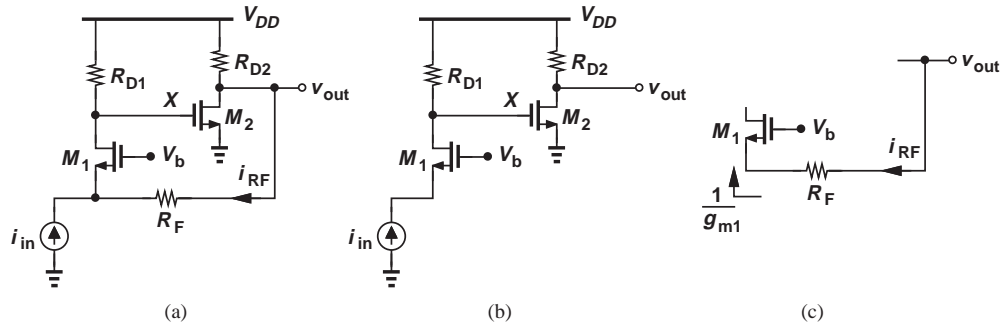 V_DD
R_D1
R_D2
v_out
X
M_2
M_1
V_b
i_RF
R_F
i_in
(a)
V_DD
R_D1
R_D2
v_out
X
M_2
M_1
V_b
i_in
(b)
v_out
M_1
V_b
i_RF
R_F
1
g_m1
(c)